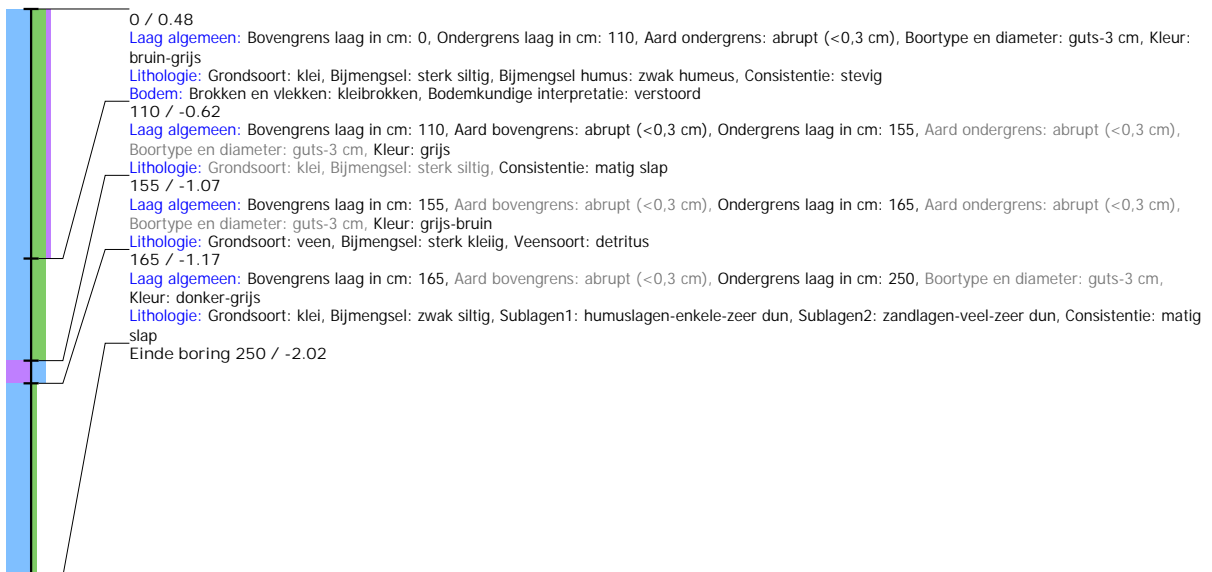 0 / 0.48
Laag algemeen: Bovengrens laag in cm: 0, Ondergrens laag in cm: 110, Aard ondergrens: abrupt (<0,3 cm), Boortype en diameter: guts-3 cm, Kleur:
bruin-grijs
Lithologie: Grondsoort: klei, Bijmengsel: sterk siltig, Bijmengsel humus: zwak humeus, Consistentie: stevig
Bodem: Brokken en vlekken: kleibrokken, Bodemkundige interpretatie: verstoord
110 / -0.62
Laag algemeen: Bovengrens laag in cm: 110, Aard bovengrens: abrupt (<0,3 cm), Ondergrens laag in cm: 155, Aard ondergrens: abrupt (<0,3 cm),
Boortype en diameter: guts-3 cm, Kleur: grijs
Lithologie: Grondsoort: klei, Bijmengsel: sterk siltig, Consistentie: matig slap
155 / -1.07
Laag algemeen: Bovengrens laag in cm: 155, Aard bovengrens: abrupt (<0,3 cm), Ondergrens laag in cm: 165, Aard ondergrens: abrupt (<0,3 cm),
Boortype en diameter: guts-3 cm, Kleur: grijs-bruin
Lithologie: Grondsoort: veen, Bijmengsel: sterk kleiig, Veensoort: detritus
165 / -1.17
Laag algemeen: Bovengrens laag in cm: 165, Aard bovengrens: abrupt (<0,3 cm), Ondergrens laag in cm: 250, Boortype en diameter: guts-3 cm,
Kleur: donker-grijs
Lithologie: Grondsoort: klei, Bijmengsel: zwak siltig, Sublagen1: humuslagen-enkele-zeer dun, Sublagen2: zandlagen-veel-zeer dun, Consistentie: matig
slap
Einde boring 250 / -2.02